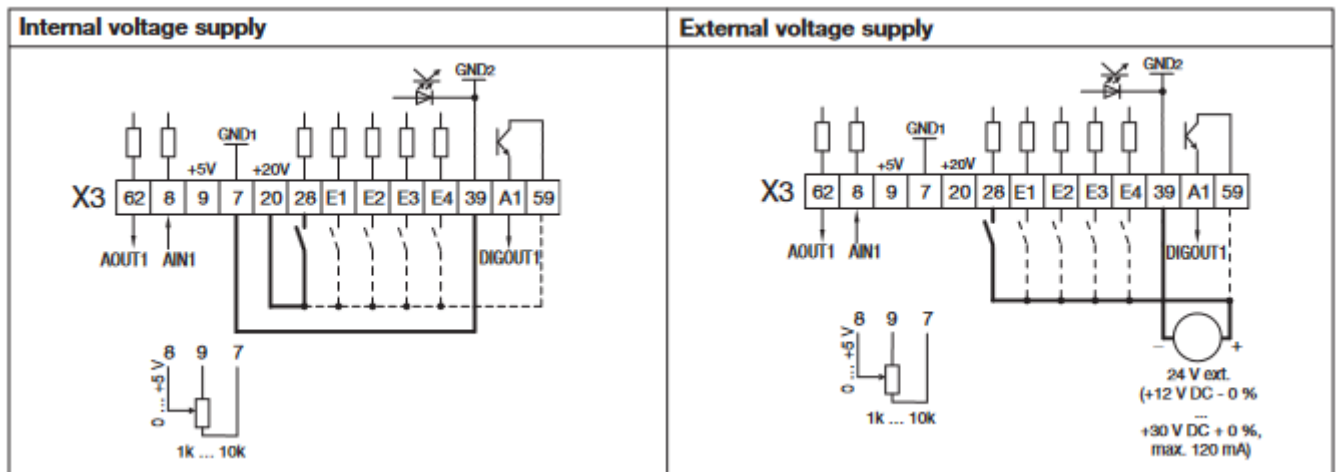 Internal voltage supply
GND2
GND1
+5V
+20V
X3 62 8 9 7 20 28 E1 E2 E3 E4 39 A1 59
AOUT1 AIN1
DIGOUT1
8 9 7
0 ... +5 V
1k ... 10k
External voltage supply
GND2
GND1
+5V
+20V
X3 62 8 9 7 20 28 E1 E2 E3 E4 39 A1 59
AOUT1 AIN1
DIGOUT1
8 9 7
0 ... +5 V
1k ... 10k
– +
24 V ext.
(+12 V DC - 0 %
...
+30 V DC + 0 %,
max. 120 mA)